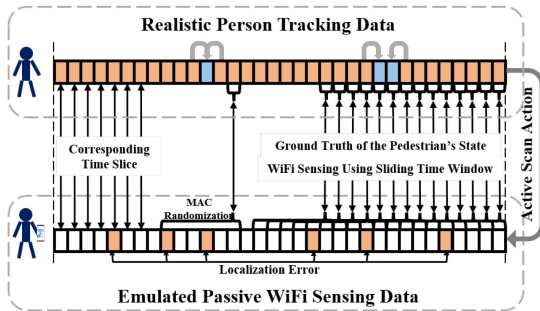 Realistic Person Tracking Data
Corresponding
Time Slice
Ground Truth of the Pedestrian's State
WiFi Sensing Using Sliding Time Window
MAC
Randomization
Localization Error
Emulated Passive WiFi Sensing Data
Active Scan Action